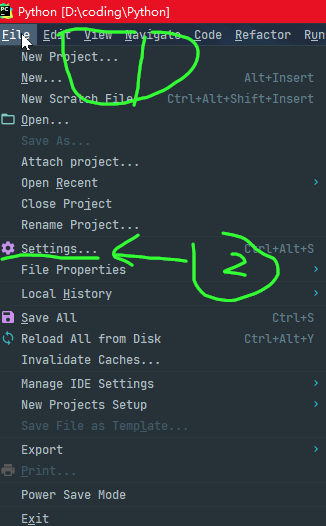 PC
Python [D:\coding\Python]
File Edit View Navigate Code Refactor Run
New Project...
New... Alt+Insert
New Scratch File Ctrl+Alt+Shift+Insert
Open...
Save As...
Attach project...
Open Recent
Close Project
Rename Project...
Settings... Ctrl+Alt+S
2
File Properties
Local History
Save All Ctrl+S
Reload All from Disk Ctrl+Alt+Y
Invalidate Caches...
Manage IDE Settings
New Projects Setup
Save File as Template...
Export
Print...
Power Save Mode
Exit